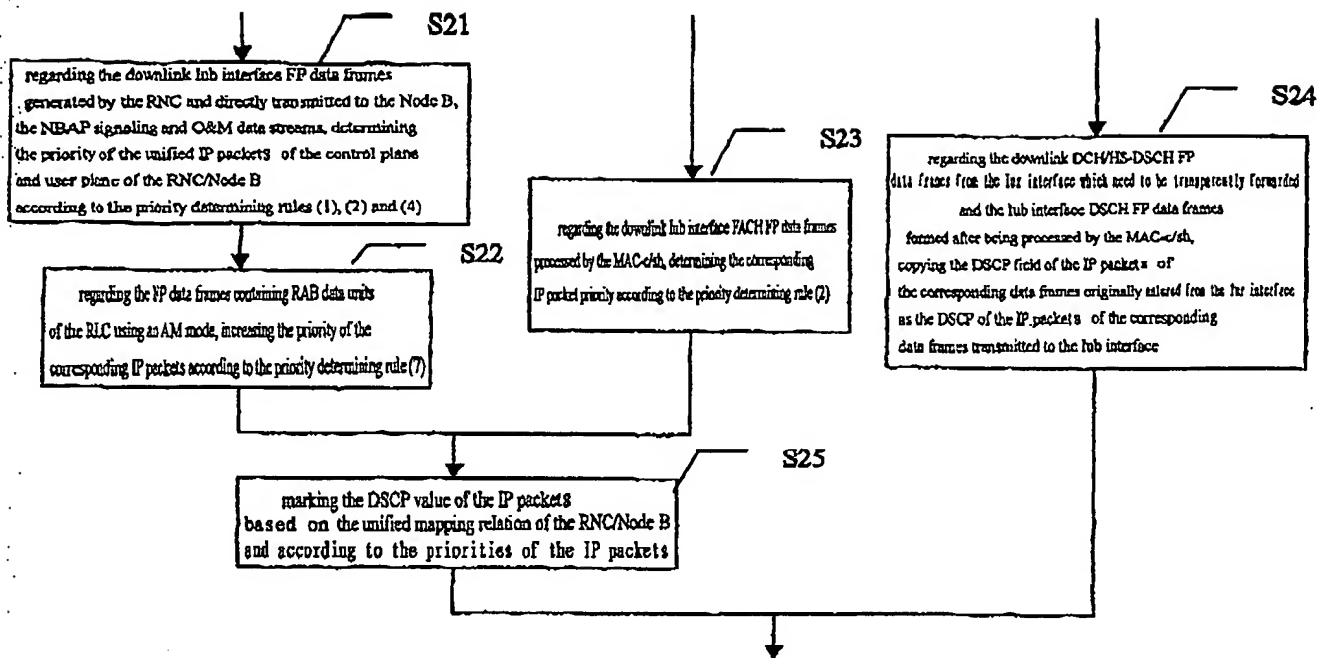 S21
regarding the downlink Iub interface FP data frames
generated by the RNC and directly transmitted to the Node B,
the NBAP signaling and O&M data streams, determining
the priority of the unified IP packets of the control plane
and user plane of the RNC/Node B
according to the priority determining rules (1), (2) and (4)
S22
regarding the FP data frames containing RAB data units
of the RLC using an AM mode, increasing the priority of the
corresponding IP packets according to the priority determining rule (7)
S23
regarding the downlink Iub interface FACH FP data frames
processed by the MAC-c/sh, determining the corresponding
IP packet priority according to the priority determining rule (2)
S24
regarding the downlink DCH/HS-DSCH FP
data frames from the Iur interface which need to be transparently forwarded
and the Iub interface DSCH FP data frames
formed after being processed by the MAC-c/sh,
copying the DSCP field of the IP packets of
the corresponding data frames originally entered from the Iur interface
as the DSCP of the IP packets of the corresponding
data frames transmitted to the Iub interface
S25
marking the DSCP value of the IP packets
based on the unified mapping relation of the RNC/Node B
and according to the priorities of the IP packets